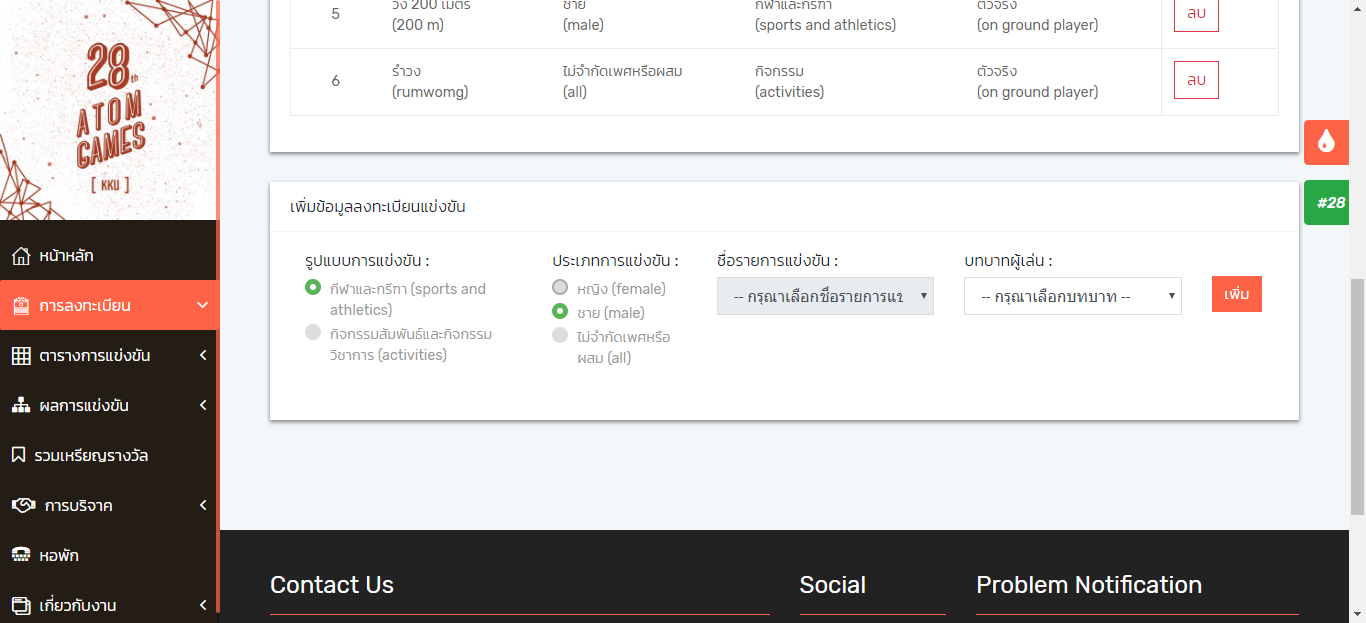 28th
ATOM
GAMES
[ KKU ]
หน้าหลัก
การลงทะเบียน
ตารางการแข่งขัน
ผลการแข่งขัน
รวมเหรียญรางวัล
การบริจาค
หอพัก
เกี่ยวกับงาน
5
วิ่ง 200 เมตร
(200 m)
ชาย
(male)
กีฬาและกรีฑา
(sports and athletics)
ตัวจริง
(on ground player)
ลบ
6
รำวง
(rumwomg)
ไม่จำกัดเพศหรือผสม
(all)
กิจกรรม
(activities)
ตัวจริง
(on ground player)
ลบ
#28
เพิ่มข้อมูลลงทะเบียนแข่งขัน
รูปแบบการแข่งขัน :
กีฬาและกรีฑา (sports and
athletics)
กิจกรรมสัมพันธ์และกิจกรรม
วิชาการ (activities)
ประเภทการแข่งขัน :
หญิง (female)
ชาย (male)
ไม่จำกัดเพศหรือ
ผสม (all)
ชื่อรายการแข่งขัน :
-- กรุณาเลือกชื่อรายการแข
บทบาทผู้เล่น :
-- กรุณาเลือกบทบาท --
เพิ่ม
Contact Us
Social
Problem Notification